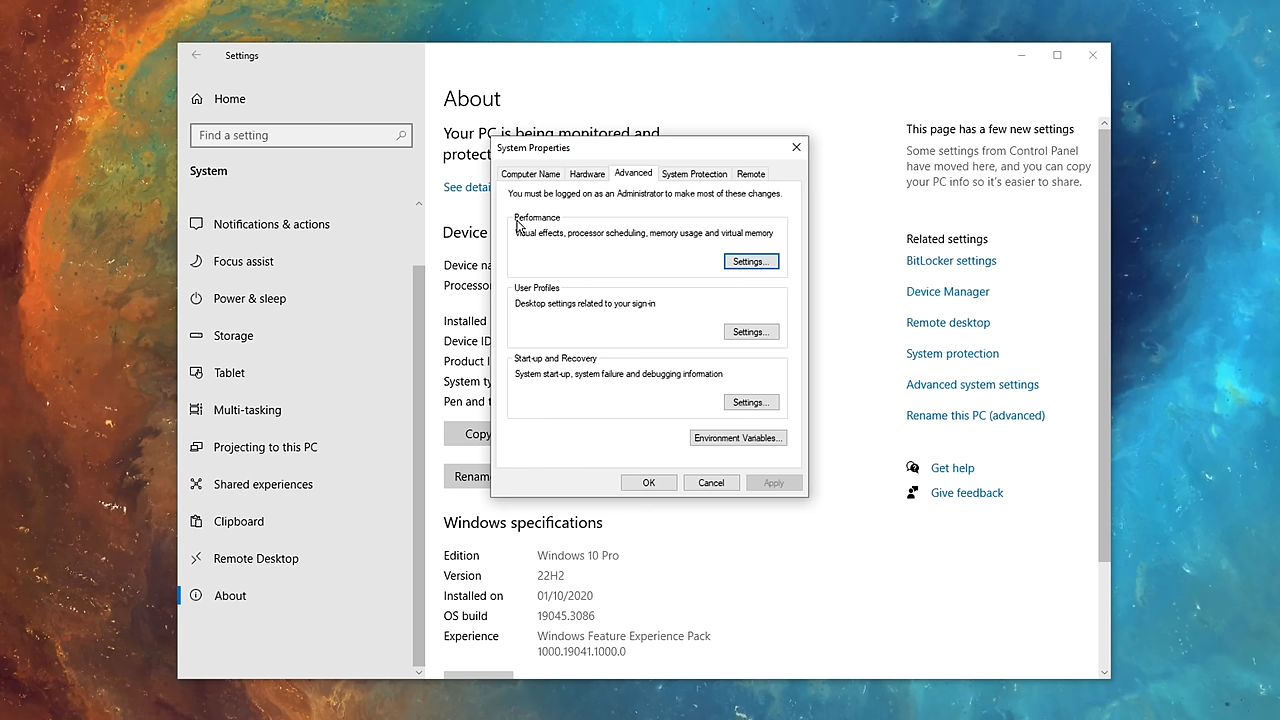 Settings
Home
Find a setting
System
Notifications & actions
Focus assist
Power & sleep
Storage
Tablet
Multi-tasking
Projecting to this PC
Shared experiences
Clipboard
Remote Desktop
About
About
Your PC is being monitored and
protect
See detai
Device
Device na
Processo
Installed
Device ID
Product I
System ty
Pen and t
Copy
Renam
System Properties
Computer Name
Hardware
Advanced
System Protection
Remote
You must be logged on as an Administrator to make most of these changes.
Performance
Visual effects, processor scheduling, memory usage and virtual memory
Settings...
User Profiles
Desktop settings related to your sign-in
Settings...
Start-up and Recovery
System start-up, system failure and debugging information
Settings...
Environment Variables...
OK
Cancel
Apply
Windows specifications
Edition Windows 10 Pro
Version 22H2
Installed on 01/10/2020
OS build 19045.3086
Experience Windows Feature Experience Pack
1000.19041.1000.0
This page has a few new settings
Some settings from Control Panel
have moved here, and you can copy
your PC info so it's easier to share.
Related settings
BitLocker settings
Device Manager
Remote desktop
System protection
Advanced system settings
Rename this PC (advanced)
Get help
Give feedback